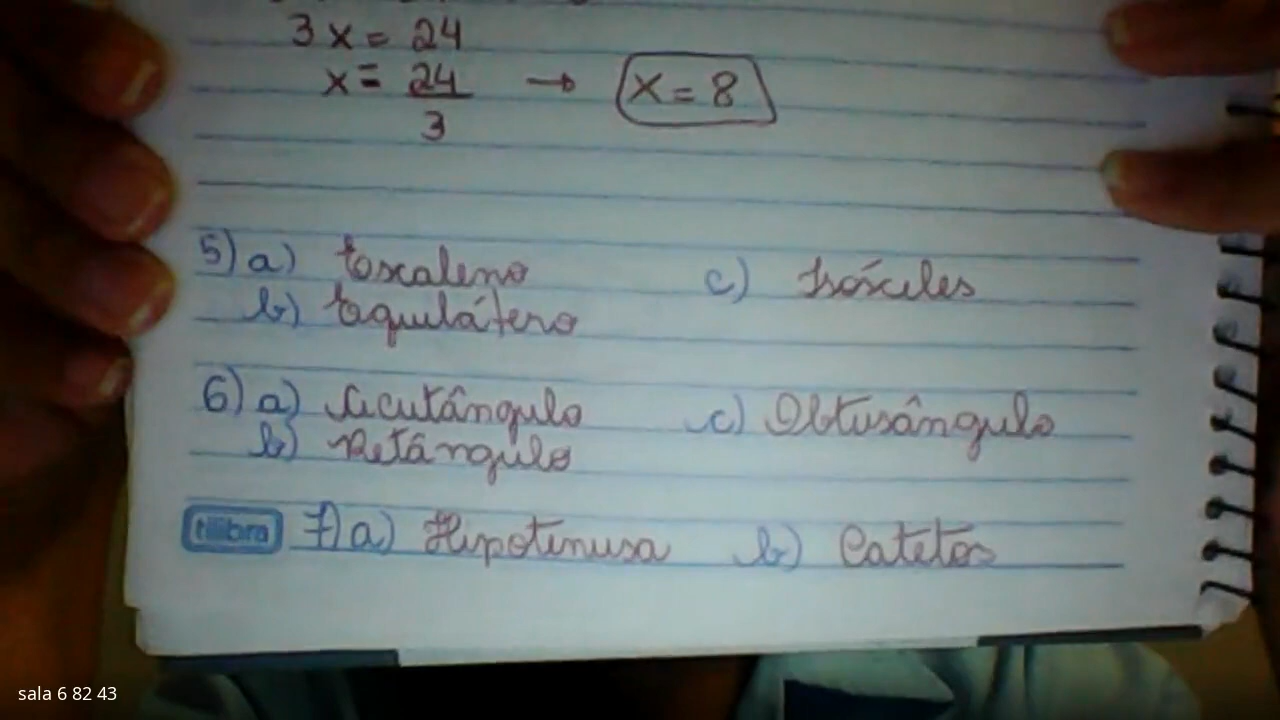 3x = 24
x = 24/3 → x = 8
5) a) Escaleno c) Isósceles
b) Equilátero
6) a) Acutângulo c) Obtusângulo
b) Retângulo
tilibra 7) a) Hipotenusa b) Catetos
sala 6 82 43